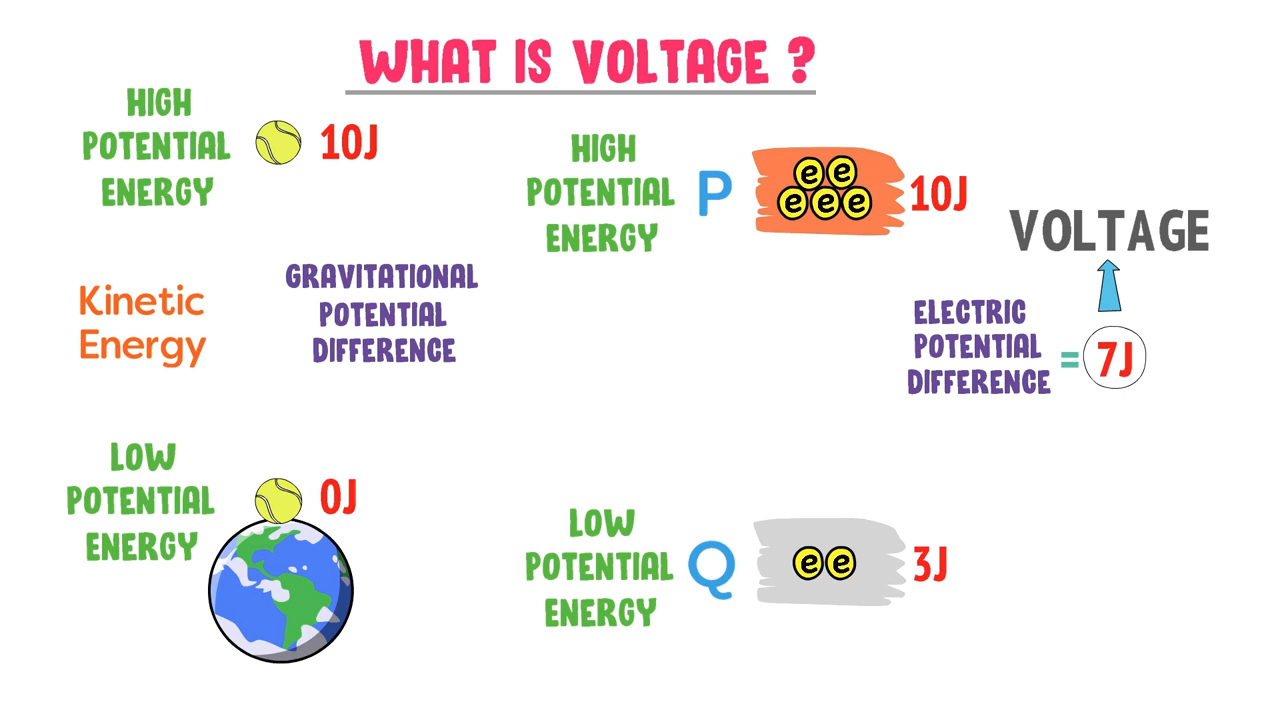 WHAT IS VOLTAGE ?
HIGH
POTENTIAL
ENERGY
10J
Kinetic
Energy
GRAVITATIONAL
POTENTIAL
DIFFERENCE
LOW
POTENTIAL
ENERGY
0J
HIGH
POTENTIAL
ENERGY
P
e e
e e e
10J
VOLTAGE
ELECTRIC
POTENTIAL
DIFFERENCE
= 7J
LOW
POTENTIAL
ENERGY
Q
e e
3J